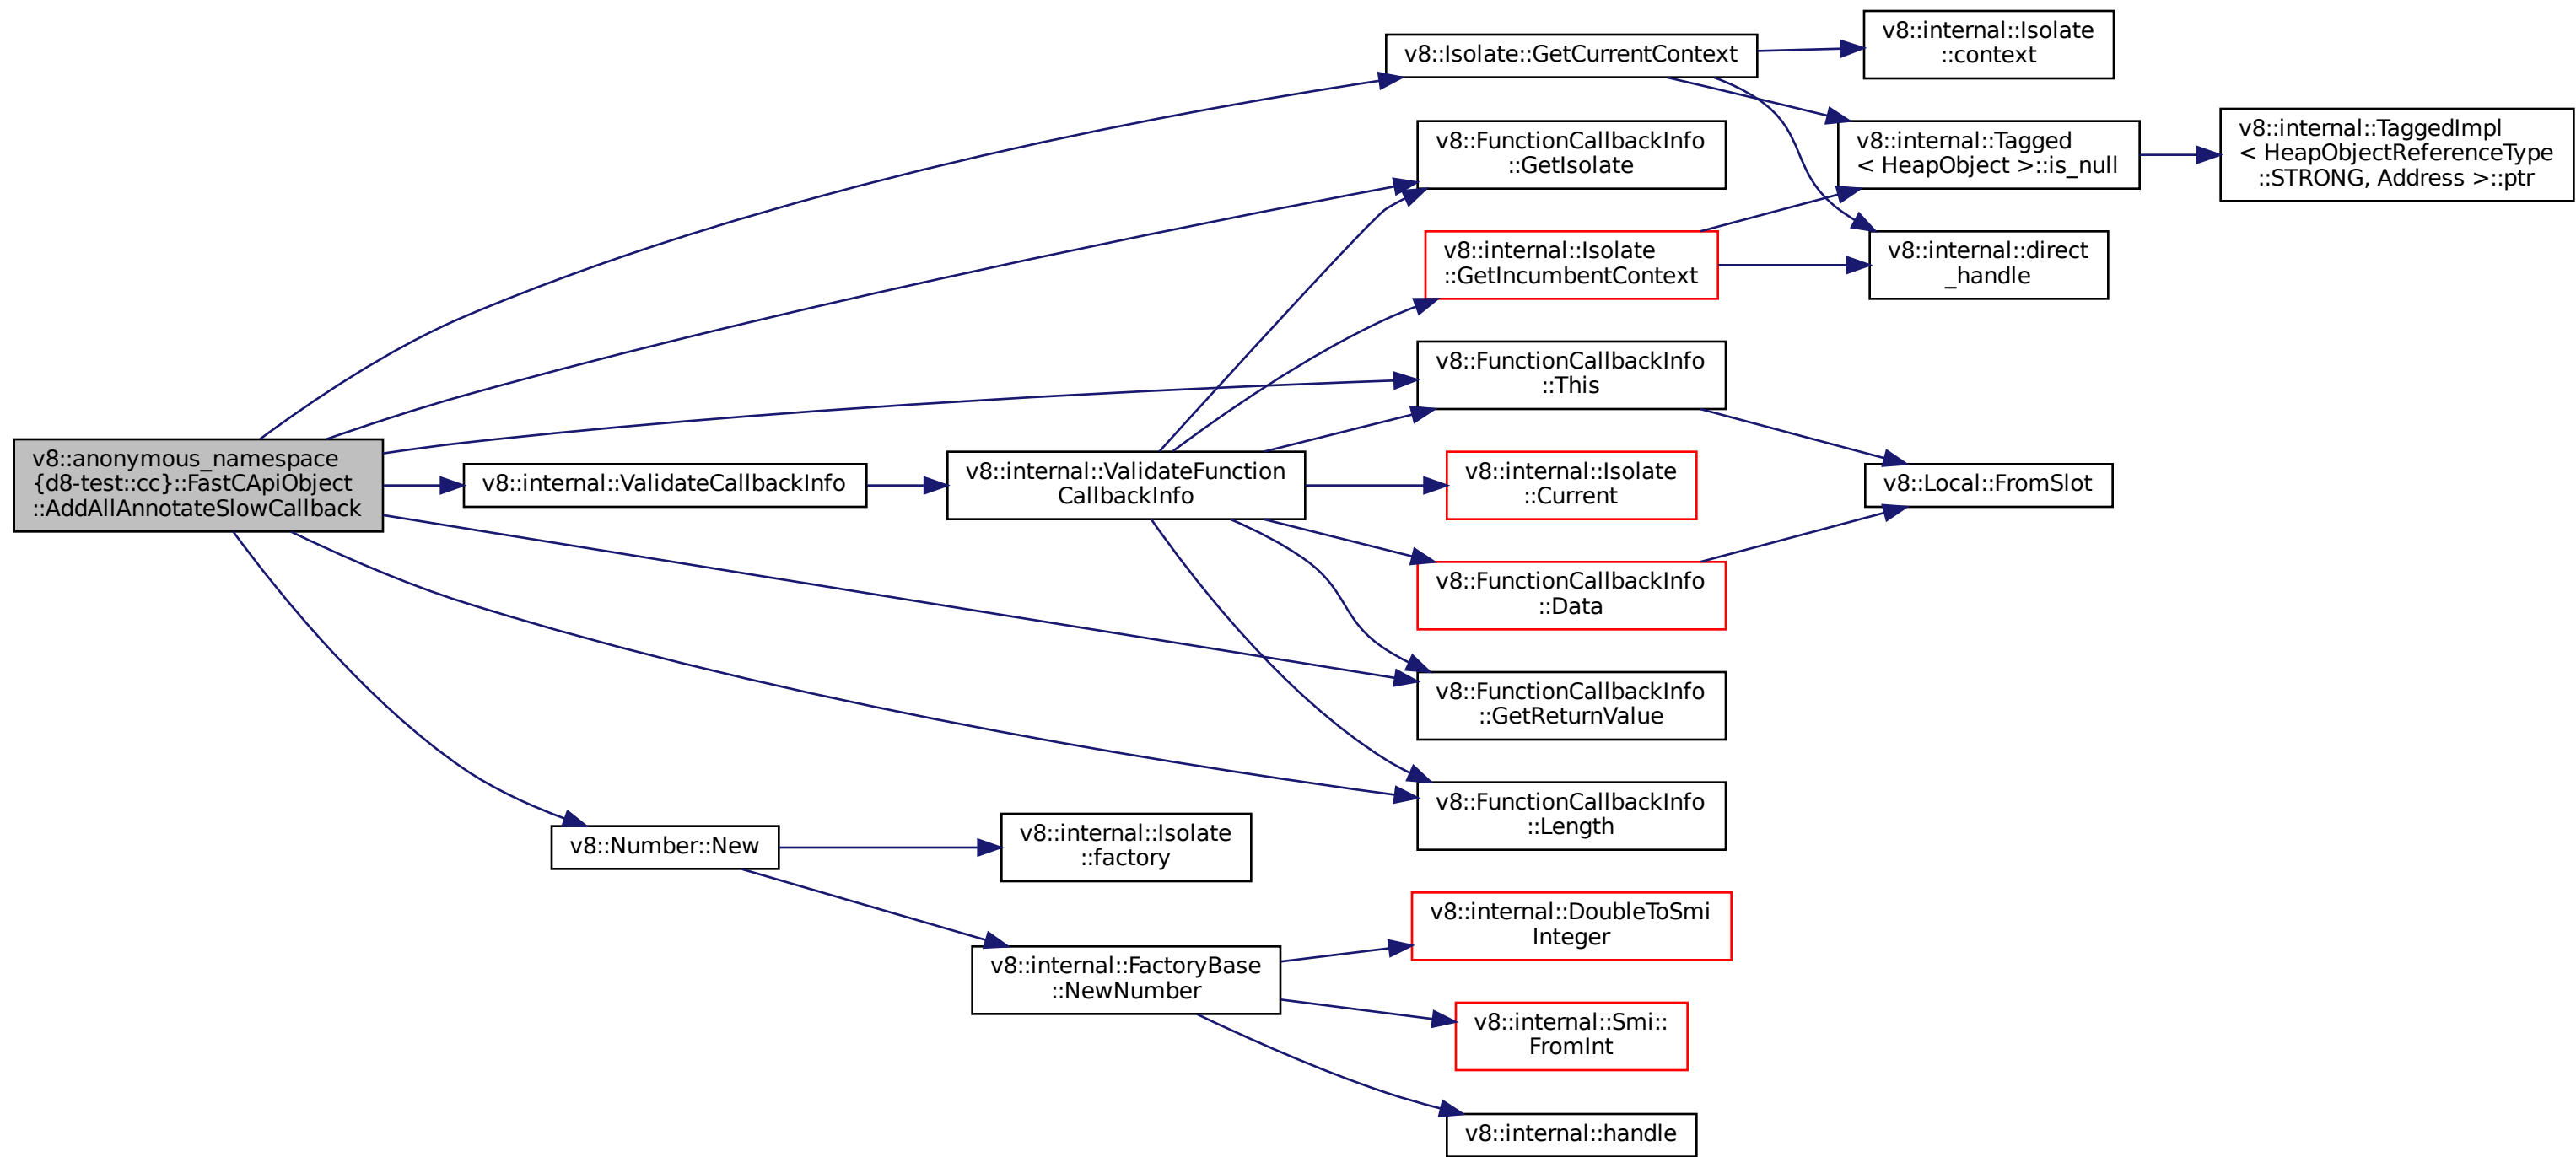 v8::anonymous_namespace
{d8-test::cc}::FastCApiObject
::AddAllAnnotateSlowCallback
v8::Isolate::GetCurrentContext
v8::internal::Isolate
::context
v8::internal::Tagged
< HeapObject >::is_null
v8::internal::TaggedImpl
< HeapObjectReferenceType
::STRONG, Address >::ptr
v8::internal::direct
_handle
v8::FunctionCallbackInfo
::GetIsolate
v8::internal::Isolate
::GetIncumbentContext
v8::FunctionCallbackInfo
::This
v8::Local::FromSlot
v8::internal::ValidateCallbackInfo
v8::internal::ValidateFunction
CallbackInfo
v8::internal::Isolate
::Current
v8::FunctionCallbackInfo
::Data
v8::FunctionCallbackInfo
::GetReturnValue
v8::FunctionCallbackInfo
::Length
v8::Number::New
v8::internal::Isolate
::factory
v8::internal::FactoryBase
::NewNumber
v8::internal::DoubleToSmi
Integer
v8::internal::Smi::
FromInt
v8::internal::handle